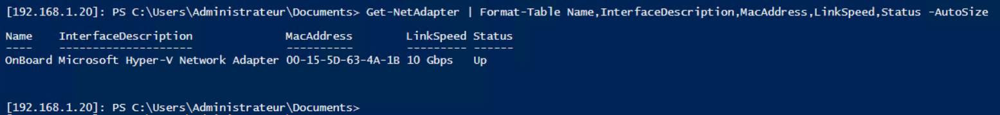 [192.168.1.20]: PS C:\Users\Administrateur\Documents> Get-NetAdapter | Format-Table Name,InterfaceDescription,MacAddress,LinkSpeed,Status -AutoSize
Name InterfaceDescription MacAddress LinkSpeed Status
---- -------------------- ---------- --------- ------
OnBoard Microsoft Hyper-V Network Adapter 00-15-5D-63-4A-1B 10 Gbps Up
[192.168.1.20]: PS C:\Users\Administrateur\Documents>